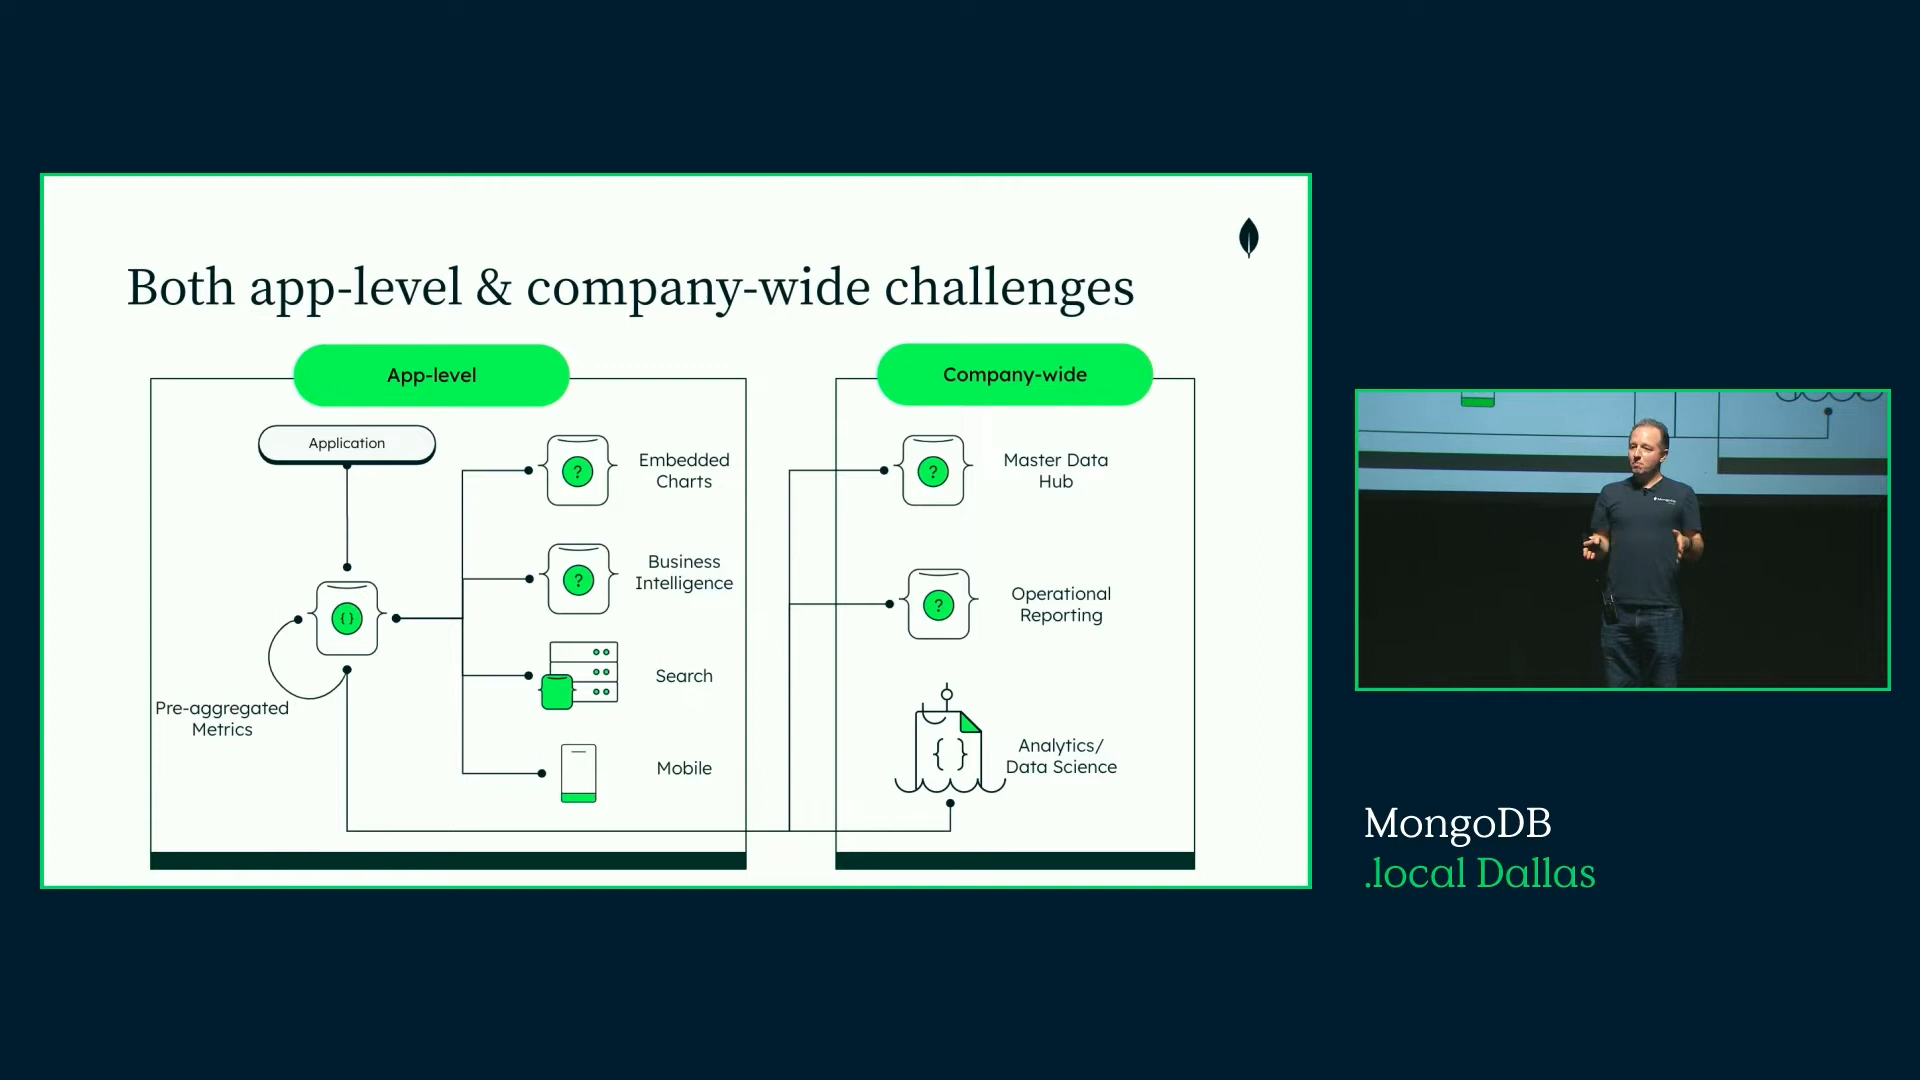 Both app-level & company-wide challenges
App-level
Application
{ }
Pre-aggregated
Metrics
?
Embedded
Charts
?
Business
Intelligence
Search
Mobile
Company-wide
?
Master Data
Hub
?
Operational
Reporting
{ }
Analytics/
Data Science
MongoDB
.local Dallas